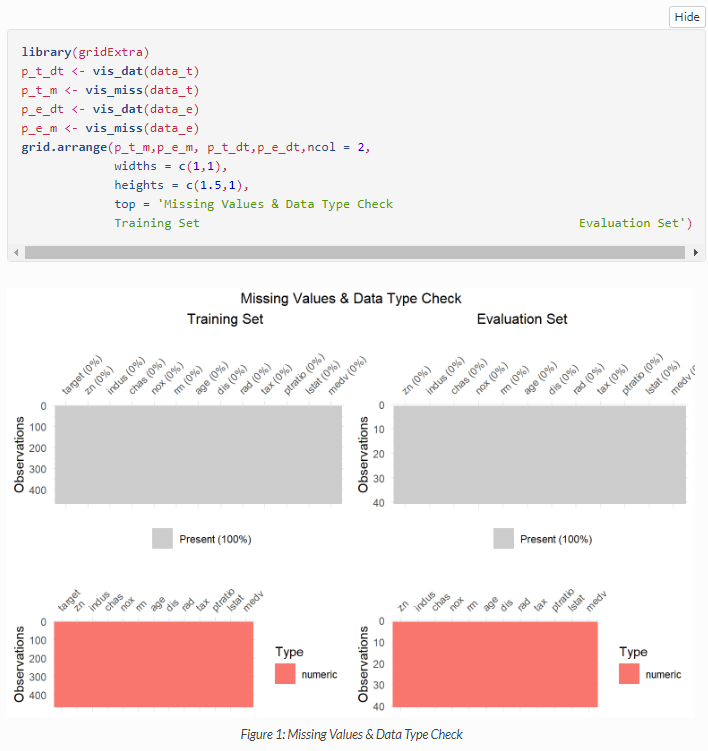 Hide
library(gridExtra)
p_t_dt <- vis_dat(data_t)
p_t_m <- vis_miss(data_t)
p_e_dt <- vis_dat(data_e)
p_e_m <- vis_miss(data_e)
grid.arrange(p_t_m,p_e_m, p_t_dt,p_e_dt,ncol = 2,
widths = c(1,1),
heights = c(1.5,1),
top = 'Missing Values & Data Type Check
Training Set Evaluation Set')
Missing Values & Data Type Check
Training Set Evaluation Set
target (0%) zn (0%) indus (0%) chas (0%) nox (0%) rm (0%) age (0%) dis (0%) rad (0%) tax (0%) ptratio (0%) lstat (0%) medv (0%)
0
100
200
300
400
Observations
Present (100%)
zn (0%) indus (0%) chas (0%) nox (0%) rm (0%) age (0%) dis (0%) rad (0%) tax (0%) ptratio (0%) lstat (0%) medv (0
0
10
20
30
40
Observations
Present (100%)
target zn indus chas nox rm age dis rad tax ptratio lstat medv
0
100
200
300
400
Observations
Type
numeric
zn indus chas nox rm age dis rad tax ptratio lstat medv
0
10
20
30
40
Observations
Type
numeric
Figure 1: Missing Values & Data Type Check